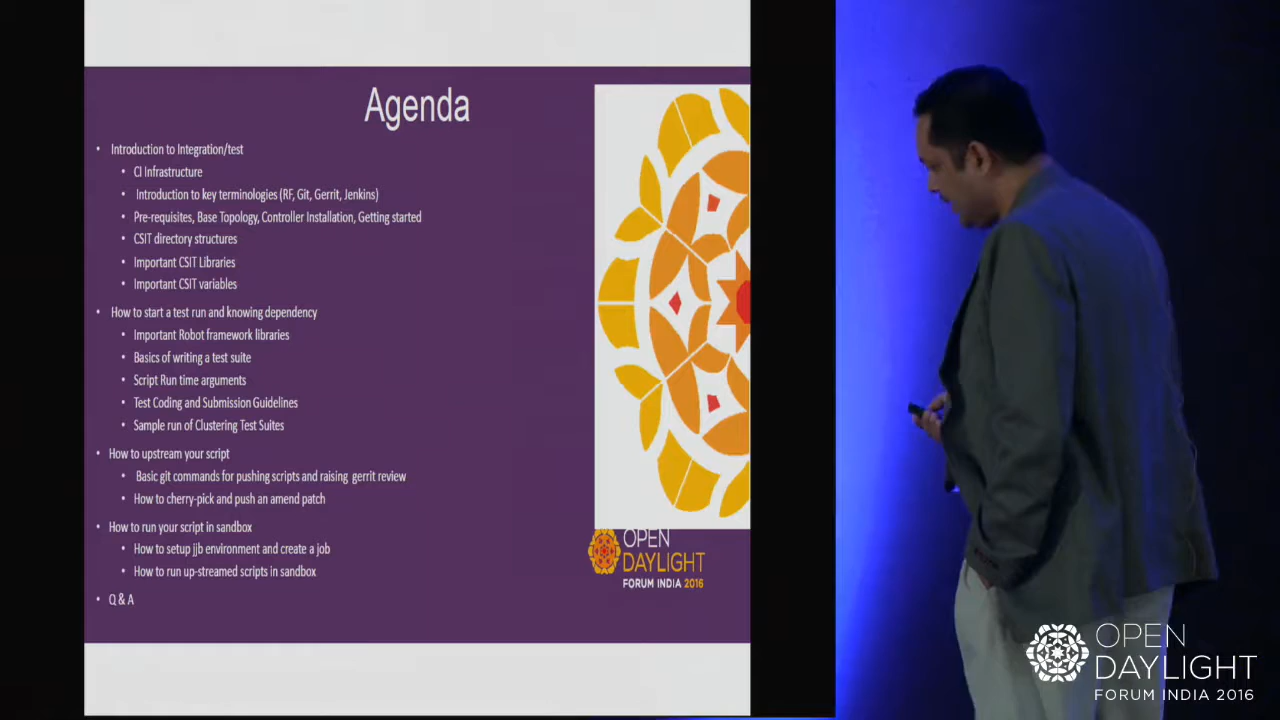 Agenda
• Introduction to Integration/test
• CI Infrastructure
• Introduction to key terminologies (RF, Git, Gerrit, Jenkins)
• Pre-requisites, Base Topology, Controller Installation, Getting started
• CSIT directory structures
• Important CSIT Libraries
• Important CSIT variables
• How to start a test run and knowing dependency
• Important Robot framework libraries
• Basics of writing a test suite
• Script Run time arguments
• Test Coding and Submission Guidelines
• Sample run of Clustering Test Suites
• How to upstream your script
• Basic git commands for pushing scripts and raising gerrit review
• How to cherry-pick and push an amend patch
• How to run your script in sandbox
• How to setup jjb environment and create a job
• How to run up-streamed scripts in sandbox
• Q & A
OPEN
DAYLIGHT
FORUM INDIA 2016
OPEN
DAYLIGHT
FORUM INDIA 2016